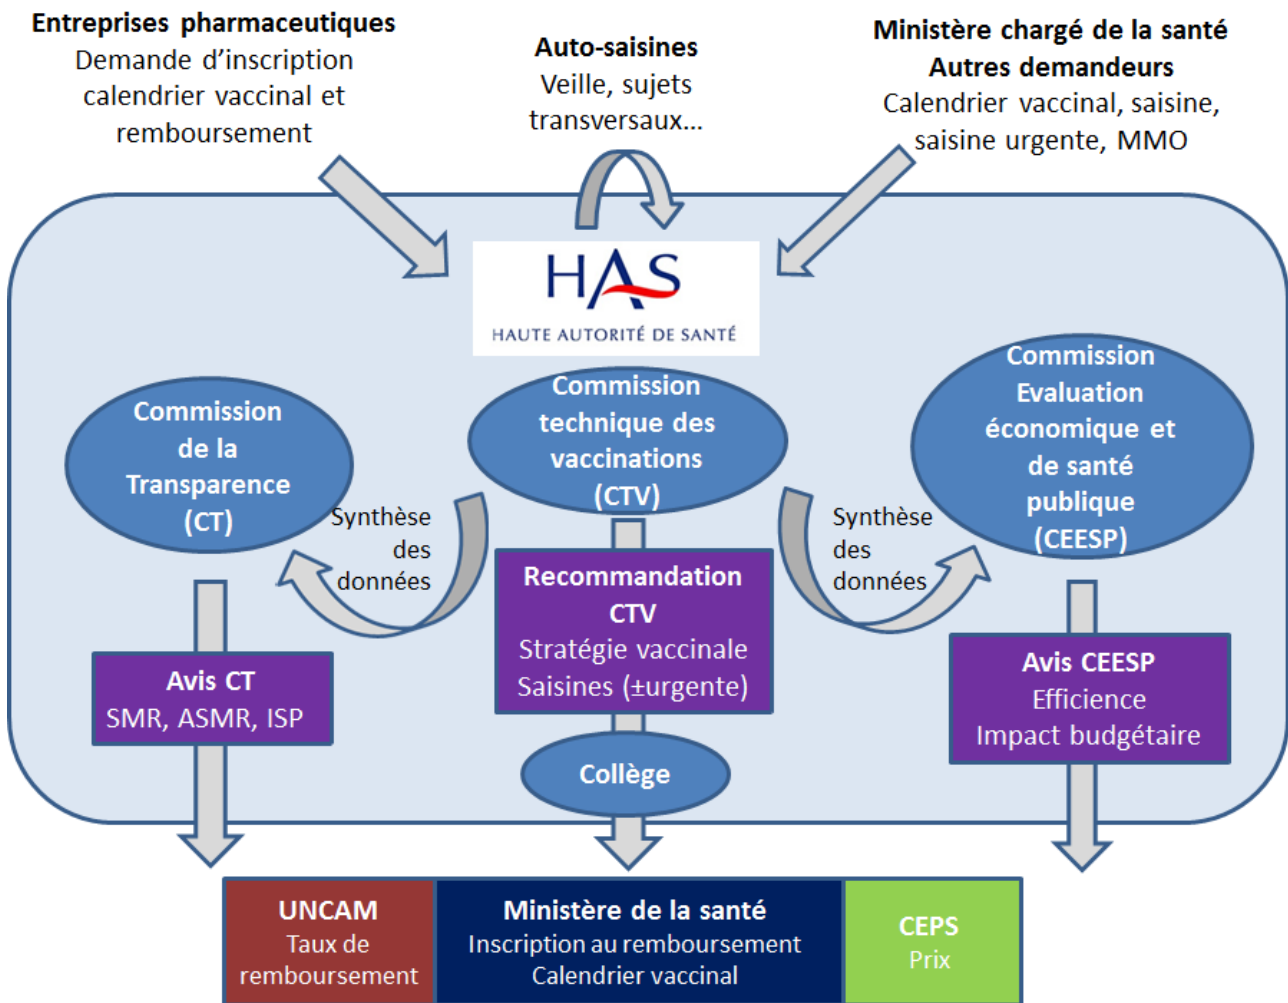 Entreprises pharmaceutiques
Demande d’inscription
calendrier vaccinal et
remboursement
Auto-saisines
Veille, sujets
transversaux...
Ministère chargé de la santé
Autres demandeurs
Calendrier vaccinal, saisine,
saisine urgente, MMO
HAS
HAUTE AUTORITÉ DE SANTÉ
Commission
de la
Transparence
(CT)
Commission
technique des
vaccinations
(CTV)
Commission
Evaluation
économique et
de santé
publique
(CEESP)
Synthèse
des
données
Synthèse
des
données
Avis CT
SMR, ASMR, ISP
Recommandation
CTV
Stratégie vaccinale
Saisines (±urgente)
Avis CEESP
Efficience
Impact budgétaire
Collège
UNCAM
Taux de
remboursement
Ministère de la santé
Inscription au remboursement
Calendrier vaccinal
CEPS
Prix